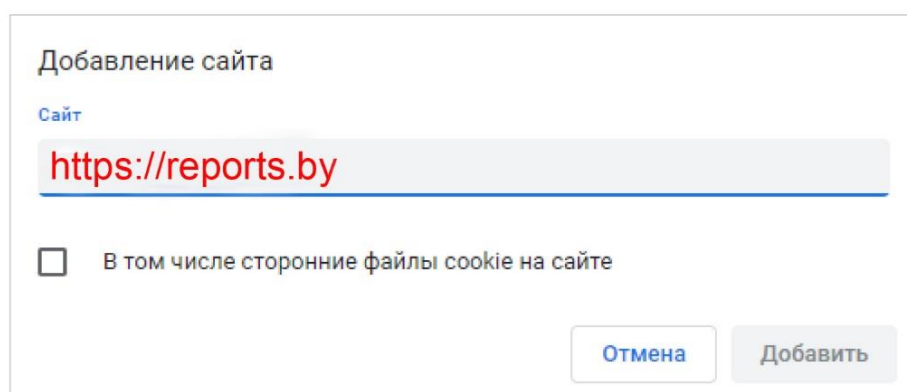 Добавление сайта
Сайт
https://reports.by
В том числе сторонние файлы cookie на сайте
Отмена
Добавить